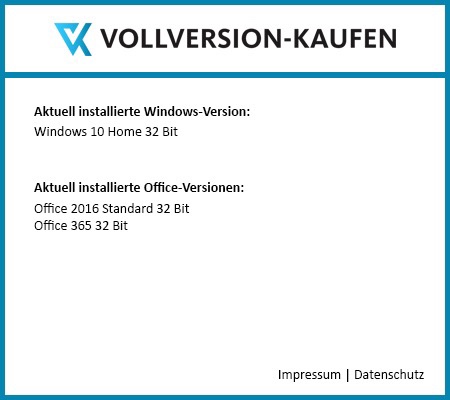 VOLLVERSION-KAUFEN
Aktuell installierte Windows-Version:
Windows 10 Home 32 Bit
Aktuell installierte Office-Versionen:
Office 2016 Standard 32 Bit
Office 365 32 Bit
Impressum | Datenschutz